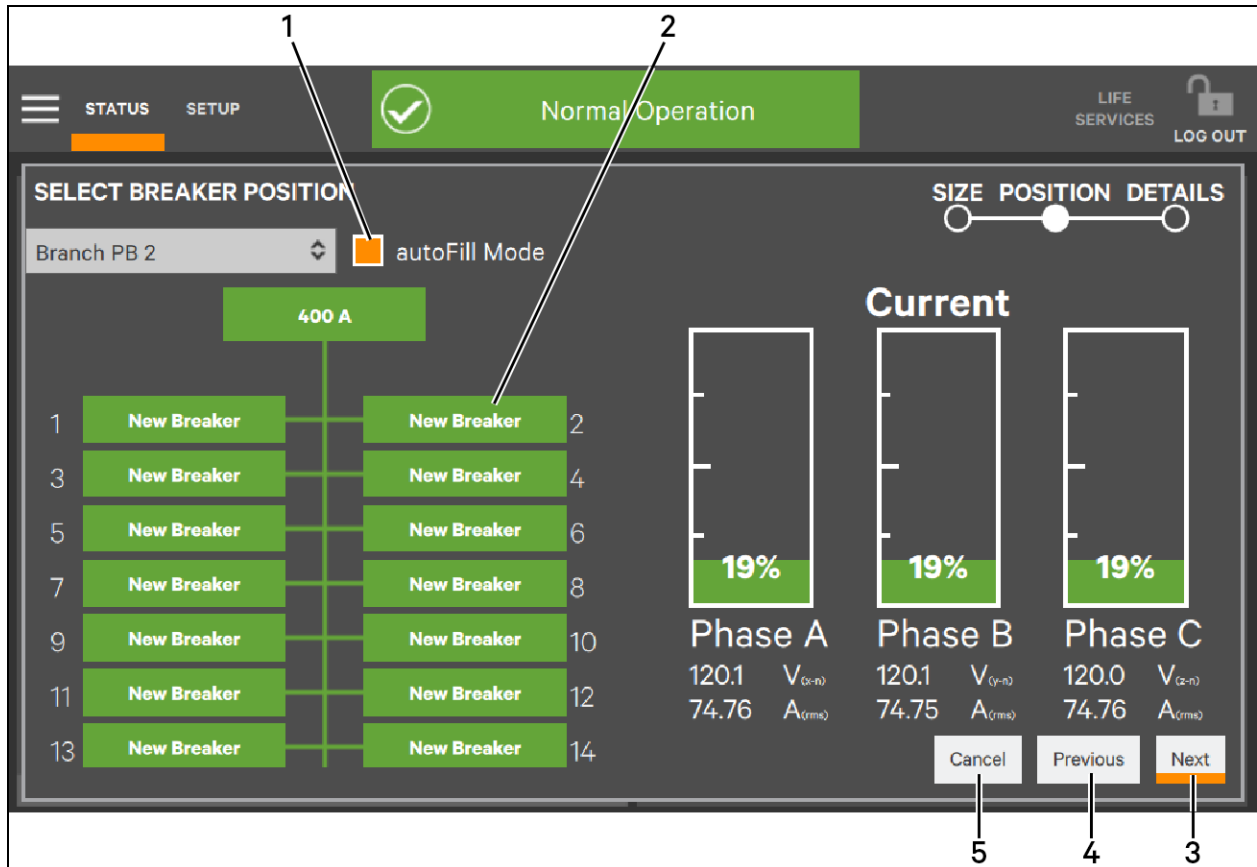 1 2
STATUS SETUP Normal Operation LIFE SERVICES LOG OUT
SELECT BREAKER POSITION SIZE POSITION DETAILS
Branch PB 2 autoFill Mode
400 A
Current
1 New Breaker New Breaker 2
3 New Breaker New Breaker 4
5 New Breaker New Breaker 6
7 New Breaker New Breaker 8
9 New Breaker New Breaker 10
11 New Breaker New Breaker 12
13 New Breaker New Breaker 14
19% 19% 19%
Phase A Phase B Phase C
120.1 V(x-n) 120.1 V(y-n) 120.0 V(z-n)
74.76 A(rms) 74.75 A(rms) 74.76 A(rms)
Cancel Previous Next
5 4 3